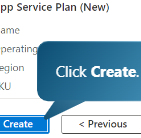 pp Service Plan (New)
ame
perating
egion
KU
Click Create.
Create
< Previous